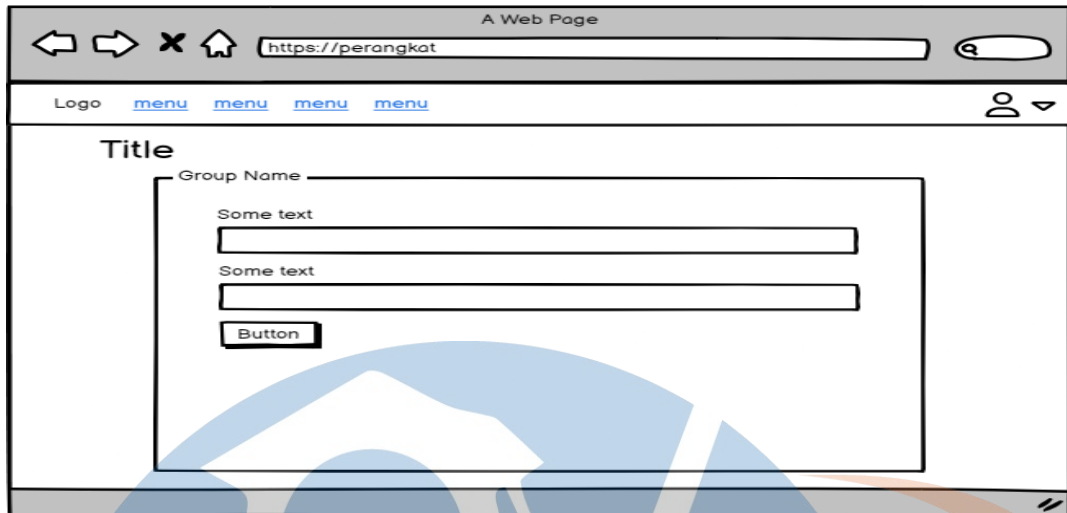 A Web Page
https://perangkat
Logo menu menu menu menu
Title
Group Name
Some text
Some text
Button